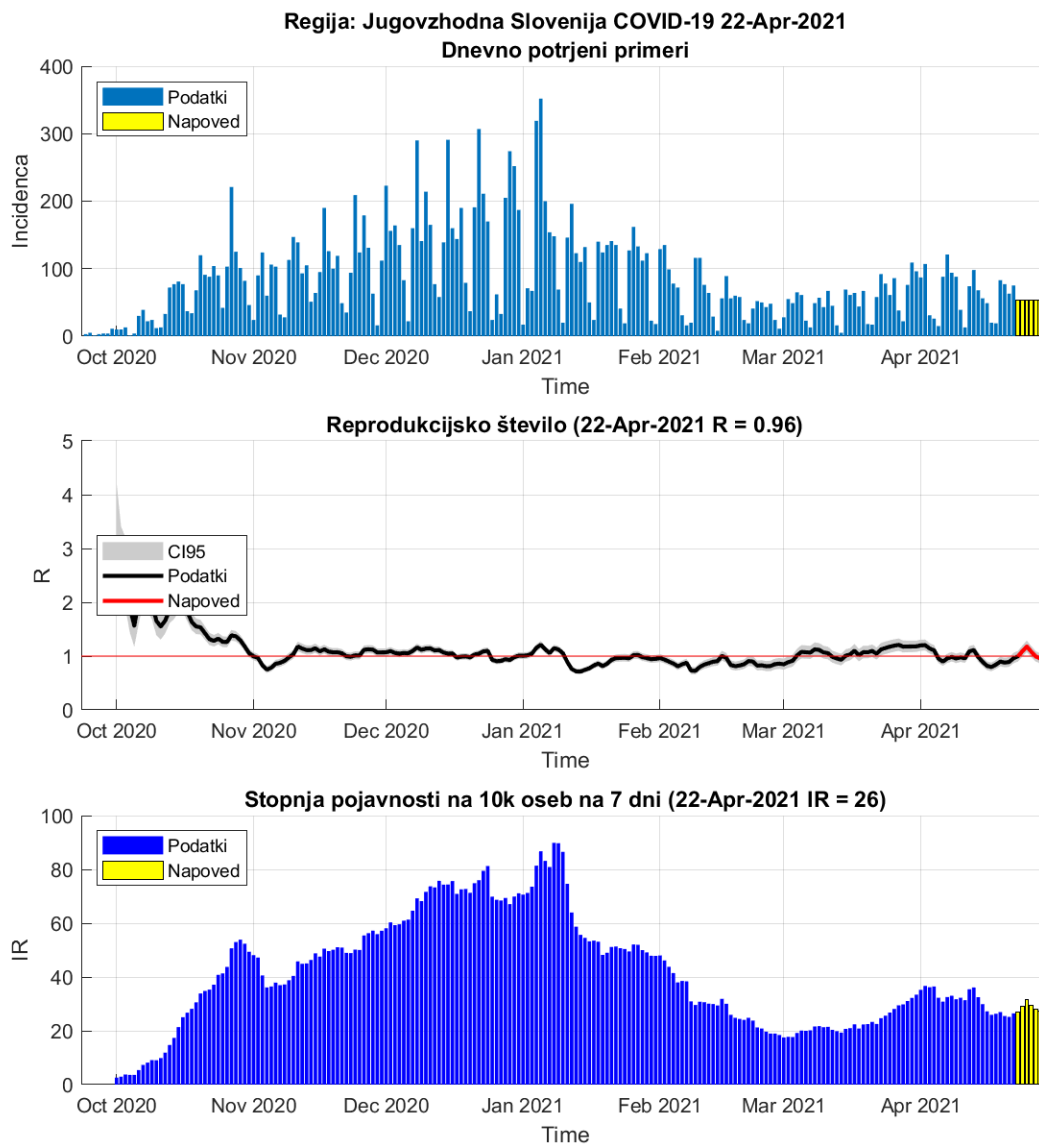 Regija: Jugovzhodna Slovenija COVID-19 22-Apr-2021
Dnevno potrjeni primeri
400
300
200
100
0
Incidenca
Podatki
Napoved
Oct 2020 Nov 2020 Dec 2020 Jan 2021 Feb 2021 Mar 2021 Apr 2021
Time
Reprodukcijsko število (22-Apr-2021 R = 0.96)
5
4
3
2
1
0
R
CI95
Podatki
Napoved
Oct 2020 Nov 2020 Dec 2020 Jan 2021 Feb 2021 Mar 2021 Apr 2021
Time
Stopnja pojavnosti na 10k oseb na 7 dni (22-Apr-2021 IR = 26)
100
80
60
40
20
0
IR
Podatki
Napoved
Oct 2020 Nov 2020 Dec 2020 Jan 2021 Feb 2021 Mar 2021 Apr 2021
Time